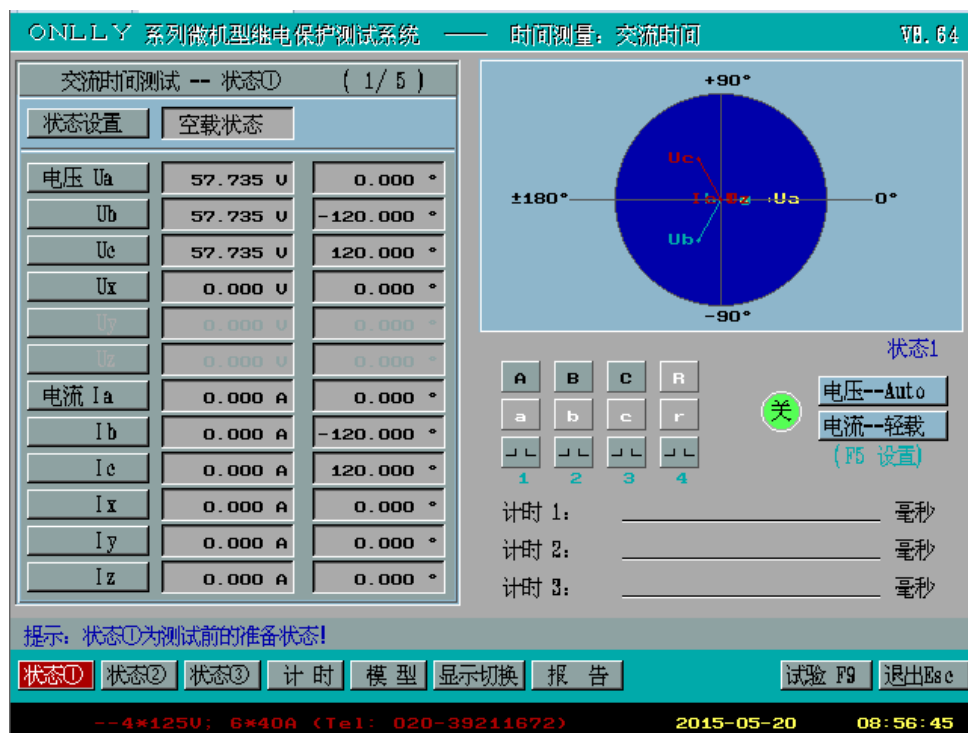 ONLLY 系列微机型继电保护测试系统 —— 时间测量：交流时间 V8.64
交流时间测试 -- 状态① ( 1/ 5 )
状态设置 空载状态
电压 Ua 57.735 V 0.000 °
Ub 57.735 V -120.000 °
Uc 57.735 V 120.000 °
Ux 0.000 V 0.000 °
Uy 0.000 V 0.000 °
Uz 0.000 V 0.000 °
电流 Ia 0.000 A 0.000 °
Ib 0.000 A -120.000 °
Ic 0.000 A 120.000 °
Ix 0.000 A 0.000 °
Iy 0.000 A 0.000 °
Iz 0.000 A 0.000 °
+90°
Uc
±180° Ua 0°
Ub
-90°
状态1
A B C R
a b c r
1 2 3 4
关
电压--Auto
电流--轻载
(F5 设置)
计时 1: 毫秒
计时 2: 毫秒
计时 3: 毫秒
提示: 状态①为测试前的准备状态!
状态① 状态② 状态③ 计 时 模 型 显示切换 报 告 试验 F9 退出Esc
--4*125V; 6*40A (Tel: 020-39211672) 2015-05-20 08:56:45